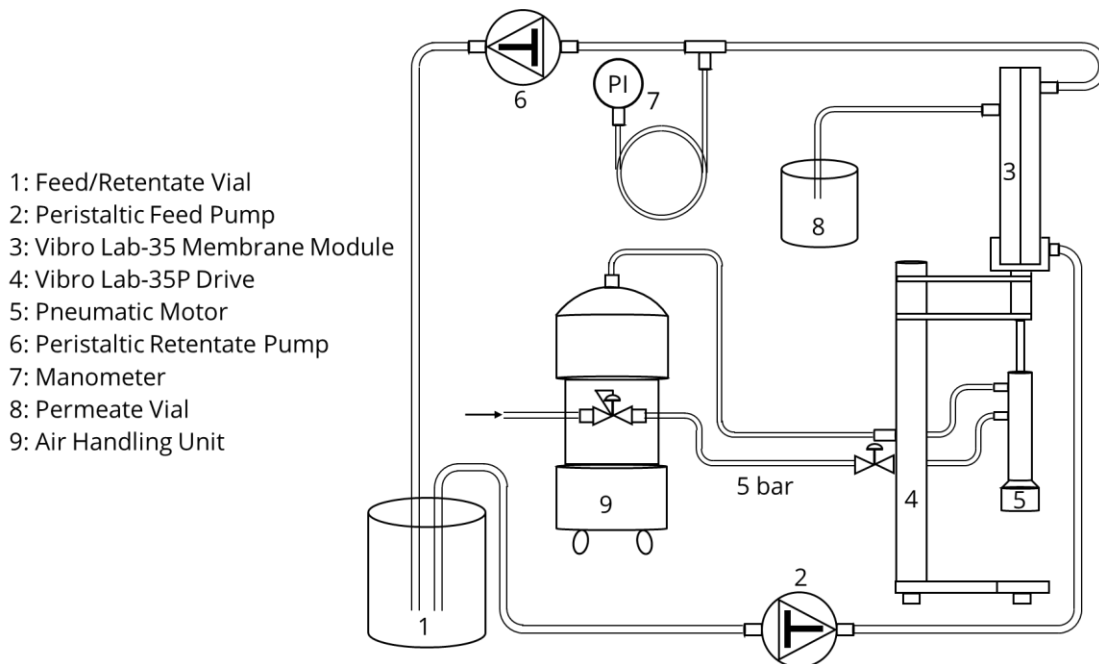 1: Feed/Retentate Vial
2: Peristaltic Feed Pump
3: Vibro Lab-35 Membrane Module
4: Vibro Lab-35P Drive
5: Pneumatic Motor
6: Peristaltic Retentate Pump
7: Manometer
8: Permeate Vial
9: Air Handling Unit
6
PI
7
3
8
5 bar
9
4
5
2
1